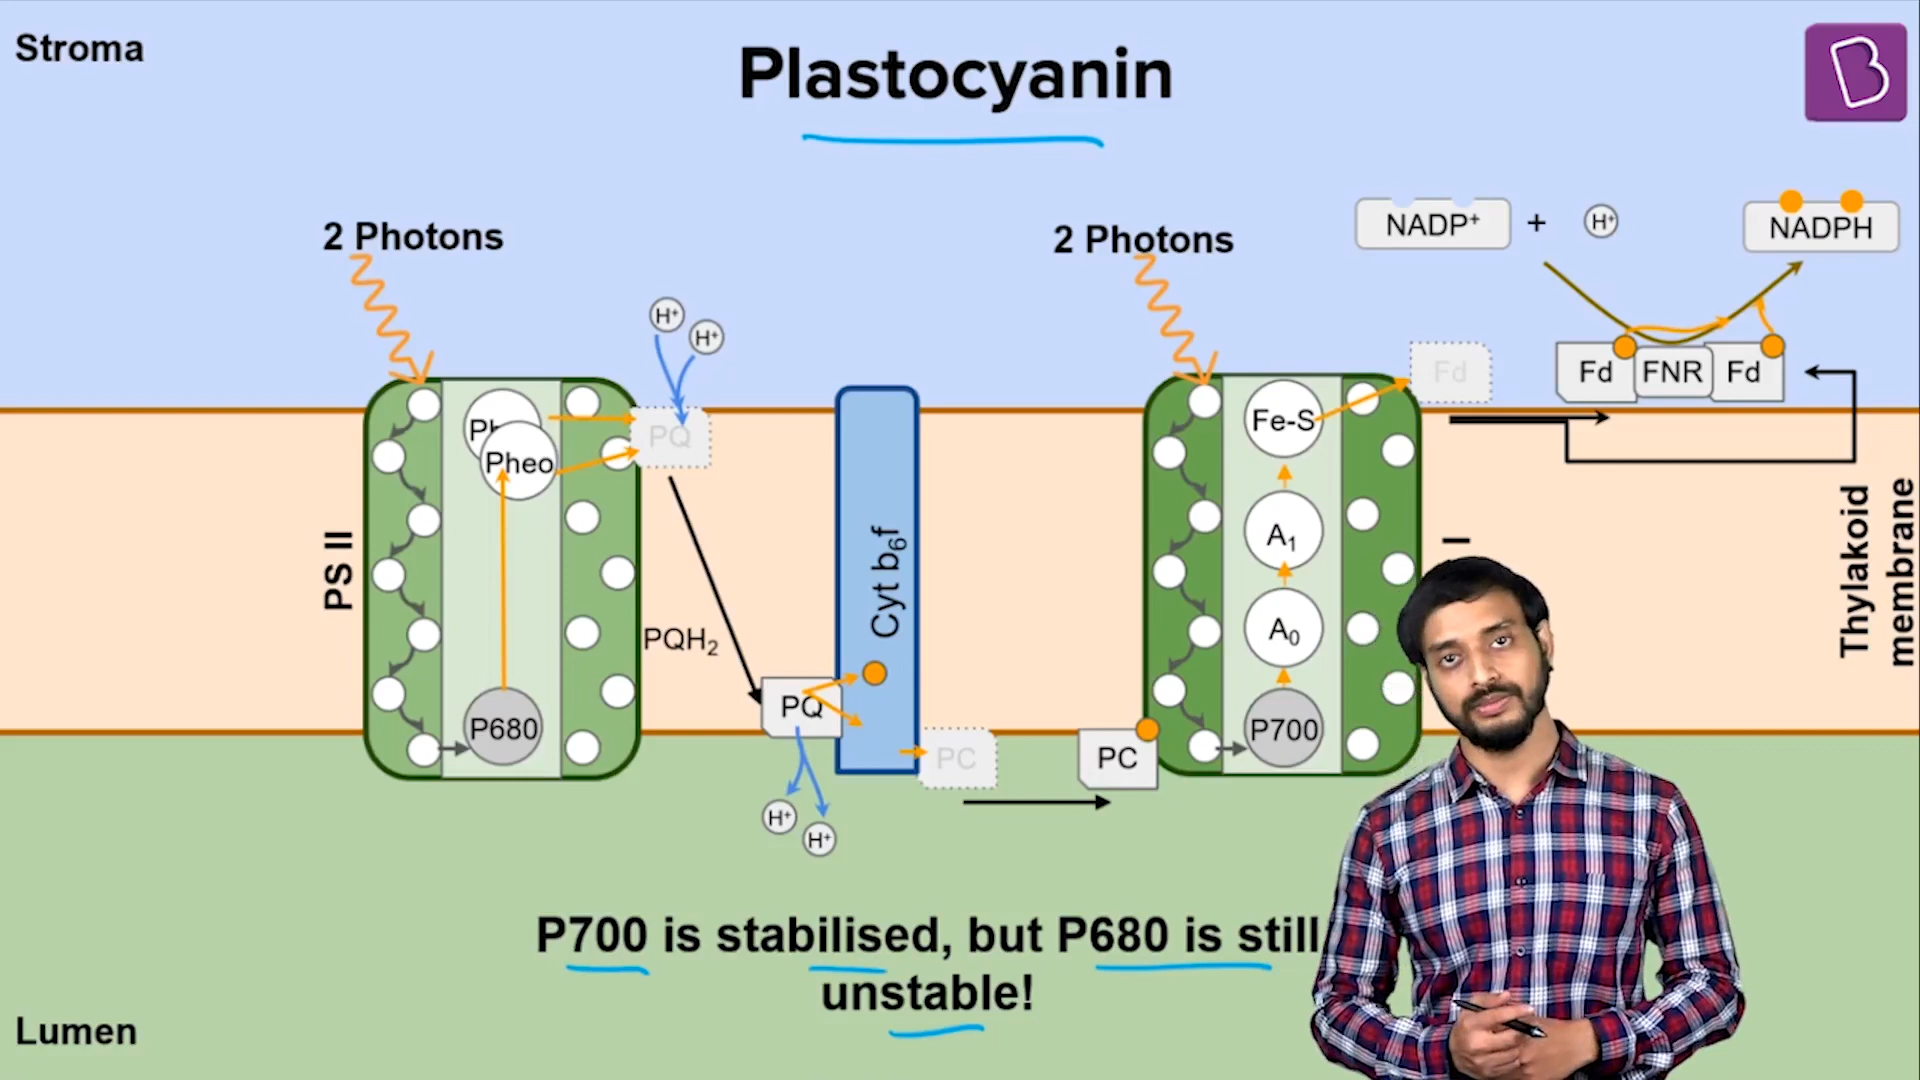 Stroma
Plastocyanin
2 Photons
2 Photons
NADP⁺
+
H⁺
NADPH
H⁺
H⁺
Fd
Fd
FNR
Fd
Pheo
PQ
Fe-S
PS II
Cyt b₆f
A₁
I
Thylakoid
membrane
PQH₂
A₀
P680
PQ
P700
PC
PC
H⁺
H⁺
P700 is stabilised, but P680 is still
unstable!
Lumen